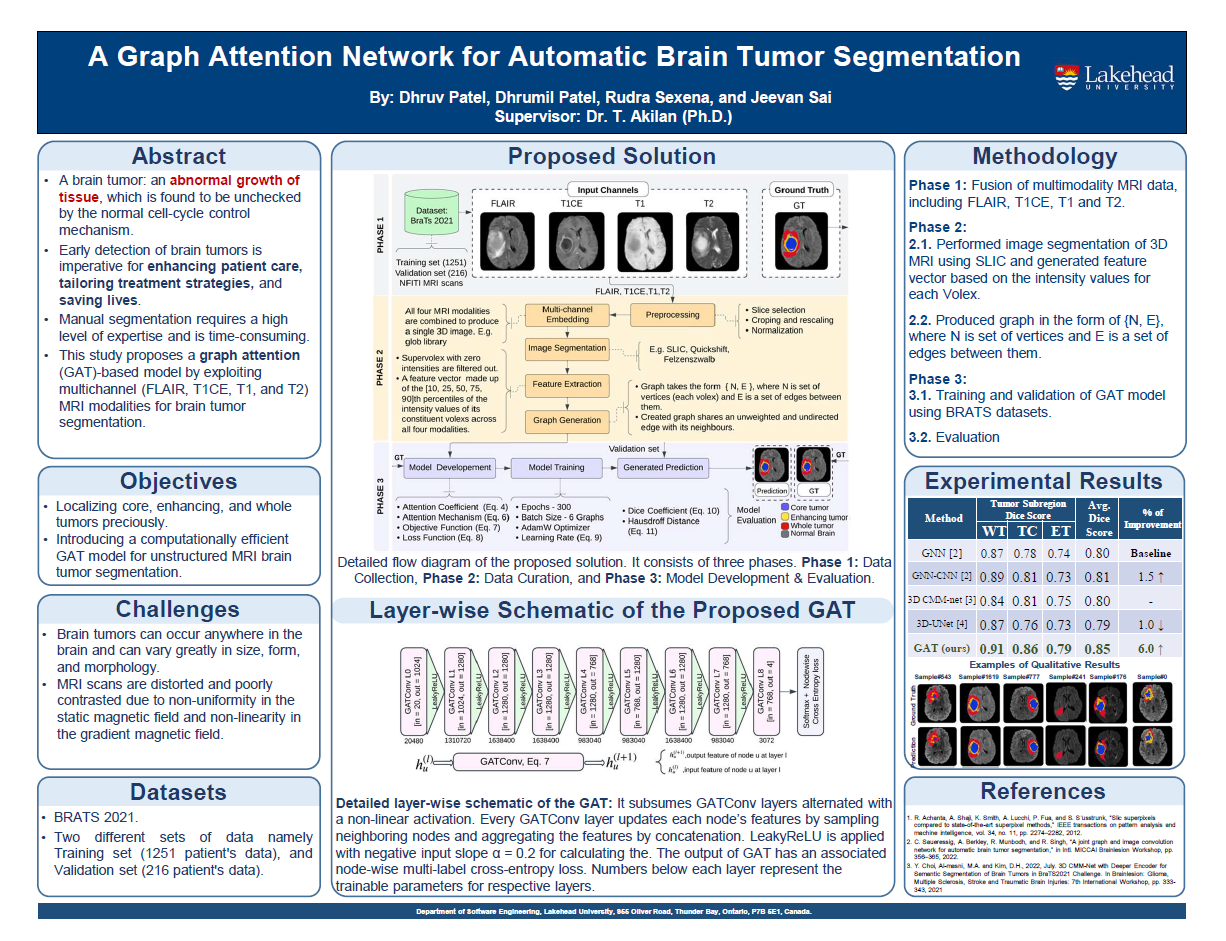 A Graph Attention Network for Automatic Brain Tumor Segmentation
By: Dhruv Patel, Dhrumil Patel, Rudra Sexena, and Jeevan Sai
Supervisor: Dr. T. Akilan (Ph.D.)
Lakehead
UNIVERSITY
Abstract
• A brain tumor: an abnormal growth of
tissue, which is found to be unchecked
by the normal cell-cycle control
mechanism.
• Early detection of brain tumors is
imperative for enhancing patient care,
tailoring treatment strategies, and
saving lives.
• Manual segmentation requires a high
level of expertise and is time-consuming.
• This study proposes a graph attention
(GAT)-based model by exploiting
multichannel (FLAIR, T1CE, T1, and T2)
MRI modalities for brain tumor
segmentation.
Objectives
• Localizing core, enhancing, and whole
tumors preciously.
• Introducing a computationally efficient
GAT model for unstructured MRI brain
tumor segmentation.
Challenges
• Brain tumors can occur anywhere in the
brain and can vary greatly in size, form,
and morphology.
• MRI scans are distorted and poorly
contrasted due to non-uniformity in the
static magnetic field and non-linearity in
the gradient magnetic field.
Datasets
• BRATS 2021.
• Two different sets of data namely
Training set (1251 patient's data), and
Validation set (216 patient's data).
Proposed Solution
PHASE 1
Dataset:
BraTs 2021
Training set (1251)
Validation set (216)
NFITI MRI scans
Input Channels
FLAIR T1CE T1 T2
Ground Truth
GT
FLAIR, T1CE,T1,T2
PHASE 2
All four MRI modalities
are combined to produce
a single 3D image. E.g.
glob library
Multi-channel
Embedding
Preprocessing
• Slice selection
• Croping and rescaling
• Normalization
Image Segmentation
E.g. SLIC, Quickshift,
Felzenszwalb
• Supervolex with zero
intensities are filtered out.
• A feature vector made up
of the [10, 25, 50, 75,
90]th percentiles of the
intensity values of its
constituent volexs across
all four modalities.
Feature Extraction
Graph Generation
• Graph takes the form { N, E }, where N is set of
vertices (each volex) and E is a set of edges between
them.
• Created graph shares an unweighted and undirected
edge with its neighbours.
PHASE 3
GT
Validation set
Model Developement
Model Training
Generated Prediction
Prediction
GT
GT
• Attention Coefficient (Eq. 4)
• Attention Mechanism (Eq. 6)
• Objective Function (Eq. 7)
• Loss Function (Eq. 8)
• Epochs - 300
• Batch Size - 6 Graphs
• AdamW Optimizer
• Learning Rate (Eq. 9)
• Dice Coefficient (Eq. 10)
• Hausdroff Distance
(Eq. 11)
Model
Evaluation
Core tumor
Enhancing tumor
Whole tumor
Normal Brain
Detailed flow diagram of the proposed solution. It consists of three phases. Phase 1: Data
Collection, Phase 2: Data Curation, and Phase 3: Model Development & Evaluation.
Layer-wise Schematic of the Proposed GAT
GATConv L0
[in = 20, out = 1024]
LeakyReLU
GATConv L1
[in = 1024, out = 1280]
LeakyReLU
GATConv L2
[in = 1280, out = 1280]
LeakyReLU
GATConv L3
[in = 1280, out = 1280]
LeakyReLU
GATConv L4
[in = 1280, out = 768]
LeakyReLU
GATConv L5
[in = 768, out = 1280]
LeakyReLU
GATConv L6
[in = 1280, out = 1280]
LeakyReLU
GATConv L7
[in = 1280, out = 768]
LeakyReLU
GATConv L8
[in = 768, out = 4]
Softmax + Nodewise
Cross Entropy loss
20480 1310720 1638400 1638400 983040 983040 1638400 983040 3072
h_u^(l) GATConv, Eq. 7 h_u^(l+1)
h_u^(l+1) ,output feature of node u at layer l
h_u^(l) ,input feature of node u at layer l
Detailed layer-wise schematic of the GAT: It subsumes GATConv layers alternated with
a non-linear activation. Every GATConv layer updates each node's features by sampling
neighboring nodes and aggregating the features by concatenation. LeakyReLU is applied
with negative input slope α = 0.2 for calculating the. The output of GAT has an associated
node-wise multi-label cross-entropy loss. Numbers below each layer represent the
trainable parameters for respective layers.
Methodology
Phase 1: Fusion of multimodality MRI data,
including FLAIR, T1CE, T1 and T2.
Phase 2:
2.1. Performed image segmentation of 3D
MRI using SLIC and generated feature
vector based on the intensity values for
each Volex.
2.2. Produced graph in the form of {N, E},
where N is set of vertices and E is a set of
edges between them.
Phase 3:
3.1. Training and validation of GAT model
using BRATS datasets.
3.2. Evaluation
Experimental Results
Method
Tumor Subregion
Dice Score
WT TC ET
Avg.
Dice
Score
% of
Improvement
GNN [2] 0.87 0.78 0.74 0.80 Baseline
GNN-CNN [2] 0.89 0.81 0.73 0.81 1.5 ↑
3D CMM-net [3] 0.84 0.81 0.75 0.80 -
3D-UNet [4] 0.87 0.76 0.73 0.79 1.0 ↓
GAT (ours) 0.91 0.86 0.79 0.85 6.0 ↑
Examples of Qualitative Results
Sample#543 Sample#1619 Sample#777 Sample#241 Sample#176 Sample#0
Ground Truth
Prediction
References
1. R. Achanta, A. Shaji, K. Smith, A. Lucchi, P. Fua, and S. S¨usstrunk, "Slic superpixels
compared to state-of-the-art superpixel methods," IEEE transactions on pattern analysis and
machine intelligence, vol. 34, no. 11, pp. 2274–2282, 2012.
2. C. Saueressig, A. Berkley, R. Munbodh, and R. Singh, "A joint graph and image convolution
network for automatic brain tumor segmentation," in Intl. MICCAI Brainlesion Workshop, pp.
356–365, 2022.
3. Y. Choi, Al-masni, M.A. and Kim, D.H., 2022, July. 3D CMM-Net with Deeper Encoder for
Semantic Segmentation of Brain Tumors in BraTS2021 Challenge. In Brainlesion: Glioma,
Multiple Sclerosis, Stroke and Traumatic Brain Injuries: 7th International Workshop, pp. 333-
343, 2021
Department of Software Engineering, Lakehead University, 955 Oliver Road, Thunder Bay, Ontario, P7B 5E1, Canada.